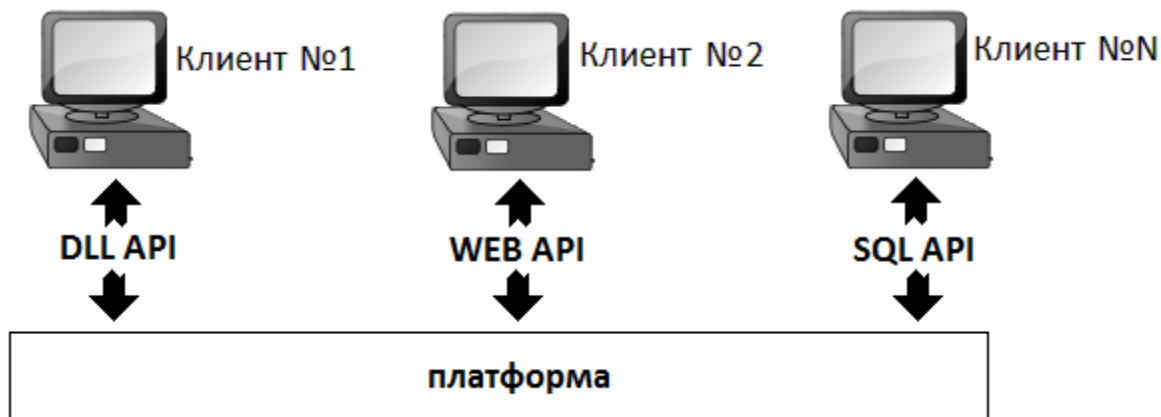 Клиент №1
Клиент №2
Клиент №N
DLL API
WEB API
SQL API
платформа